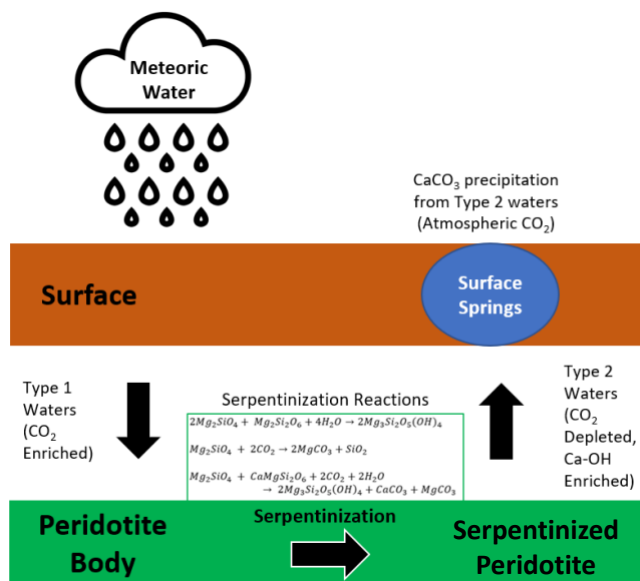 Meteoric
Water
CaCO₃ precipitation
from Type 2 waters
(Atmospheric CO₂)
Surface
Surface
Springs
Type 1
Waters
(CO₂
Enriched)
Serpentinization Reactions
2Mg₂SiO₄ + Mg₂Si₂O₆ + 4H₂O → 2Mg₃Si₂O₅(OH)₄
Mg₂SiO₄ + 2CO₂ → 2MgCO₃ + SiO₂
Mg₂SiO₄ + CaMgSi₂O₆ + 2CO₂ + 2H₂O
→ 2Mg₃Si₂O₅(OH)₄ + CaCO₃ + MgCO₃
Type 2
Waters
(CO₂
Depleted,
Ca-OH
Enriched)
Peridotite
Body
Serpentinization
Serpentinized
Peridotite